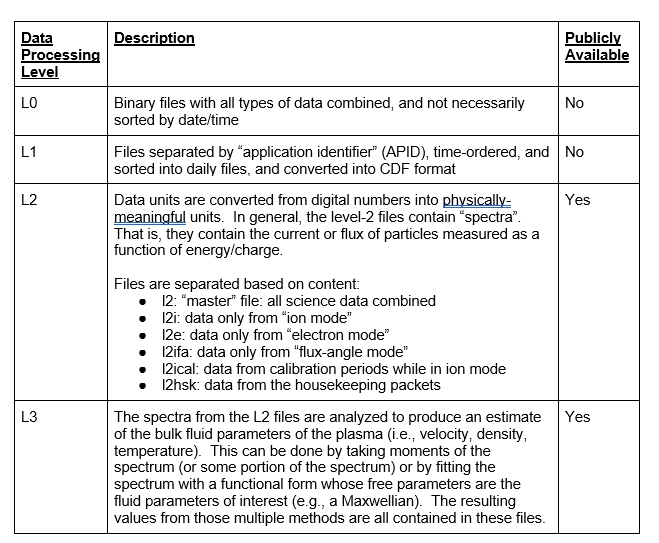 Data Processing Level
Description
Publicly Available
L0
Binary files with all types of data combined, and not necessarily
sorted by date/time
No
L1
Files separated by “application identifier” (APID), time-ordered, and
sorted into daily files, and converted into CDF format
No
L2
Data units are converted from digital numbers into physically-
meaningful units.  In general, the level-2 files contain “spectra”.
That is, they contain the current or flux of particles measured as a
function of energy/charge.
Files are separated based on content:
● l2: “master” file: all science data combined
● l2i: data only from “ion mode”
● l2e: data only from “electron mode”
● l2ifa: data only from “flux-angle mode”
● l2ical: data from calibration periods while in ion mode
● l2hsk: data from the housekeeping packets
Yes
L3
The spectra from the L2 files are analyzed to produce an estimate
of the bulk fluid parameters of the plasma (i.e., velocity, density,
temperature).  This can be done by taking moments of the
spectrum (or some portion of the spectrum) or by fitting the
spectrum with a functional form whose free parameters are the
fluid parameters of interest (e.g., a Maxwellian).  The resulting
values from those multiple methods are all contained in these files.
Yes